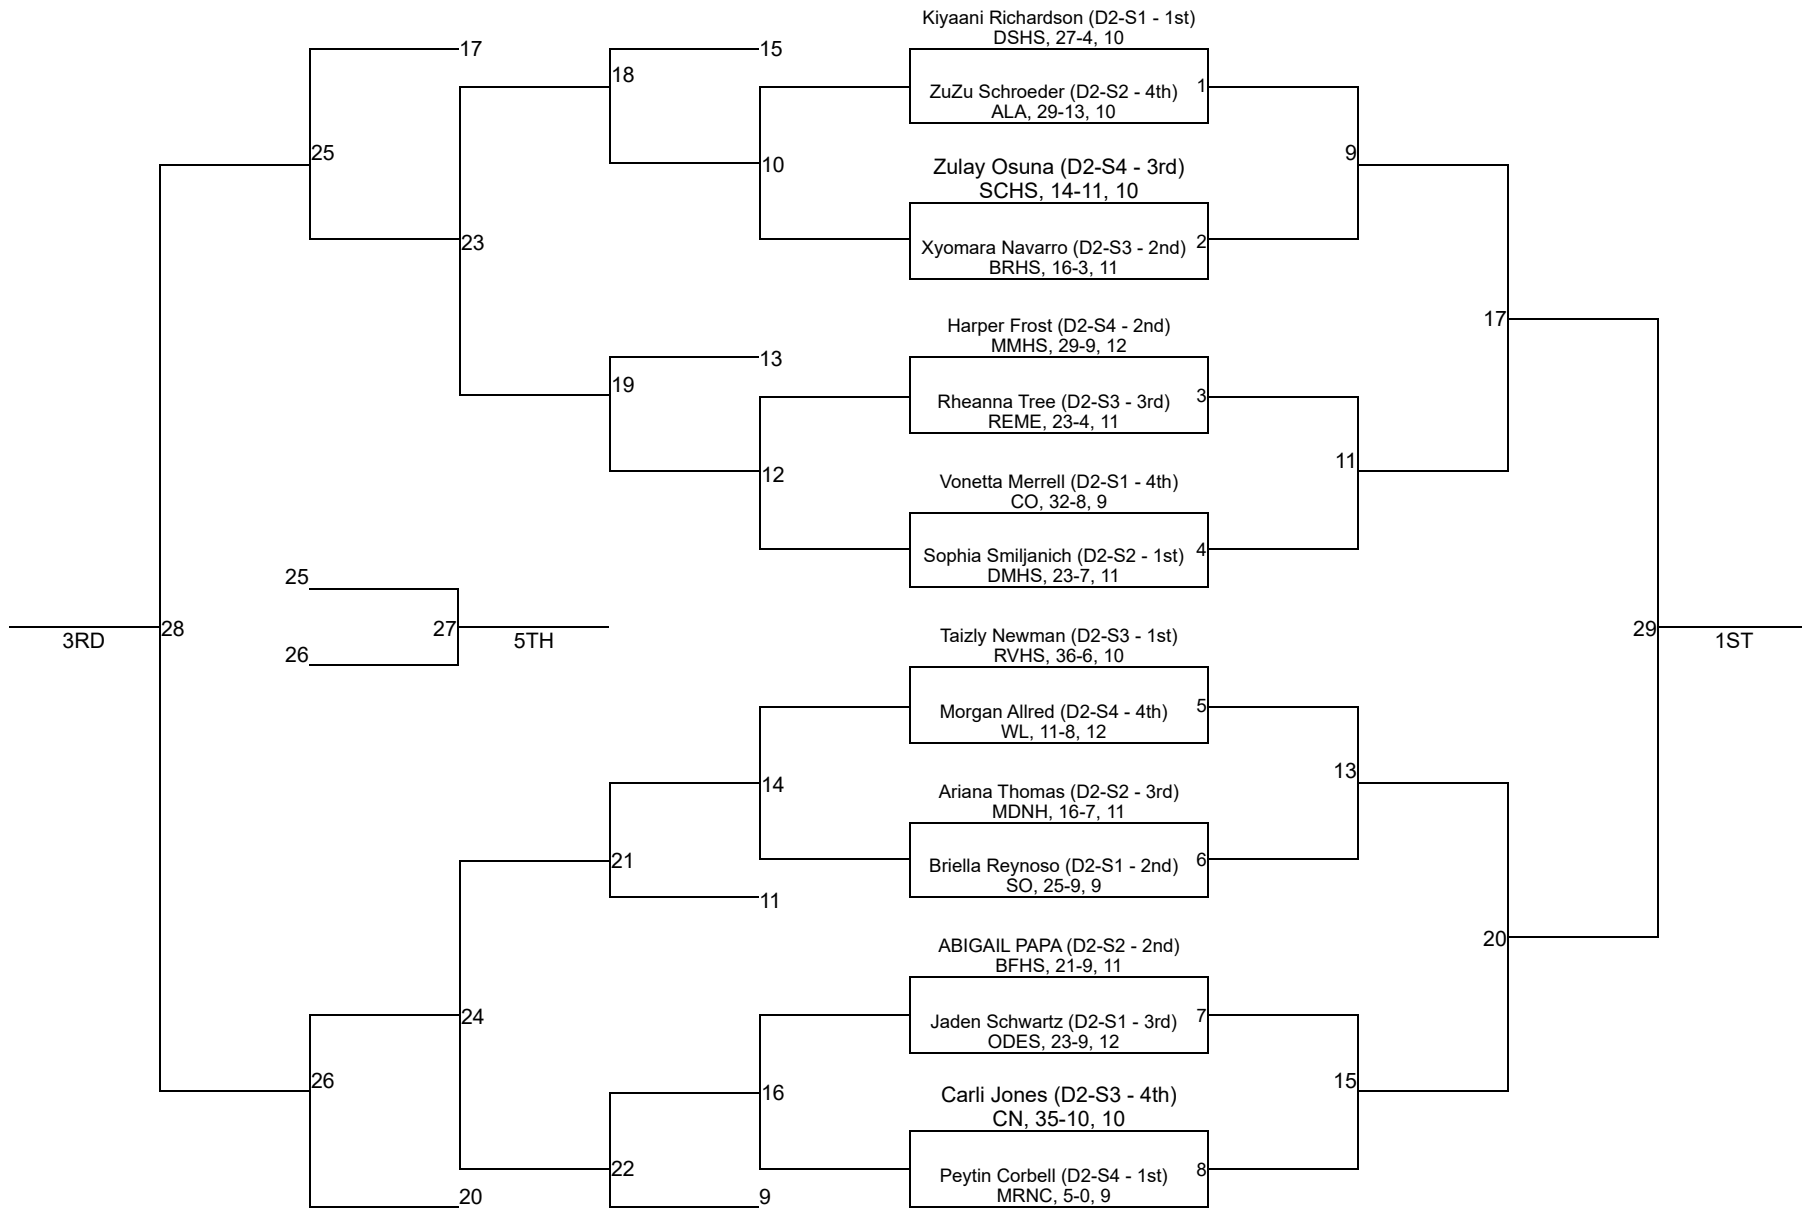 Kiyaani Richardson (D2-S1 - 1st)
DSHS, 27-4, 10
17
15
18
ZuZu Schroeder (D2-S2 - 4th)
1
ALA, 29-13, 10
25
10
9
Zulay Osuna (D2-S4 - 3rd)
SCHS, 14-11, 10
23
Xyomara Navarro (D2-S3 - 2nd)
2
BRHS, 16-3, 11
Harper Frost (D2-S4 - 2nd)
MMHS, 29-9, 12
17
13
19
Rheanna Tree (D2-S3 - 3rd)
3
REME, 23-4, 11
12
11
Vonetta Merrell (D2-S1 - 4th)
CO, 32-8, 9
Sophia Smiljanich (D2-S2 - 1st)
4
DMHS, 23-7, 11
25
3RD
28
27
5TH
29
1ST
26
Taizly Newman (D2-S3 - 1st)
RVHS, 36-6, 10
Morgan Allred (D2-S4 - 4th)
5
WL, 11-8, 12
14
13
Ariana Thomas (D2-S2 - 3rd)
MDNH, 16-7, 11
21
Briella Reynoso (D2-S1 - 2nd)
6
SO, 25-9, 9
11
ABIGAIL PAPA (D2-S2 - 2nd)
BFHS, 21-9, 11
20
24
Jaden Schwartz (D2-S1 - 3rd)
7
ODES, 23-9, 12
26
16
15
Carli Jones (D2-S3 - 4th)
CN, 35-10, 10
22
Peytin Corbell (D2-S4 - 1st)
8
MRNC, 5-0, 9
20
9